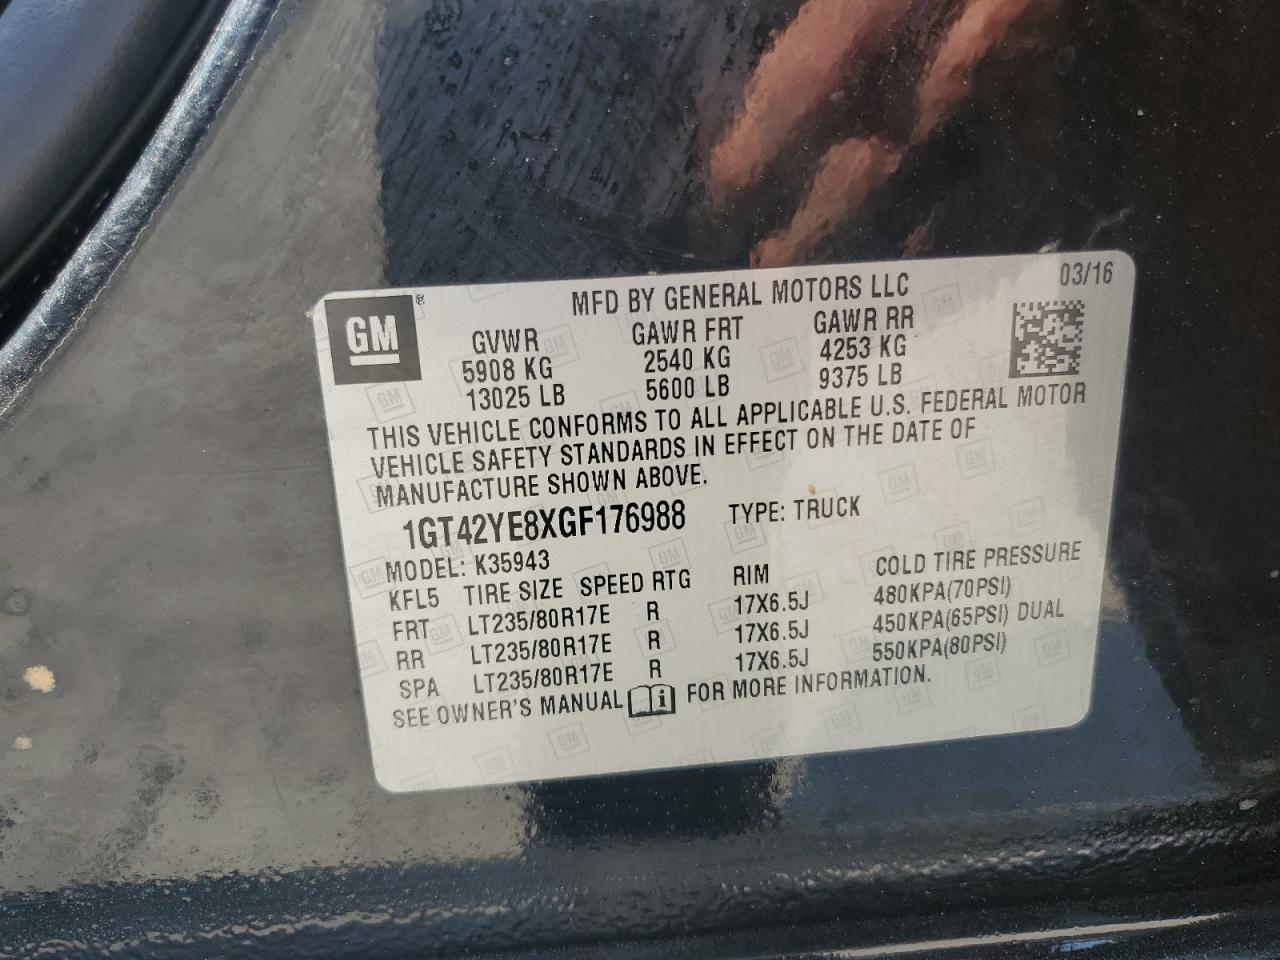 GM ®
MFD BY GENERAL MOTORS LLC 03/16
GVWR GAWR FRT GAWR RR
5908 KG 2540 KG 4253 KG
13025 LB 5600 LB 9375 LB
THIS VEHICLE CONFORMS TO ALL APPLICABLE U.S. FEDERAL MOTOR
VEHICLE SAFETY STANDARDS IN EFFECT ON THE DATE OF
MANUFACTURE SHOWN ABOVE.
1GT42YE8XGF176988 TYPE: TRUCK
MODEL: K35943
KFL5 TIRE SIZE SPEED RTG RIM COLD TIRE PRESSURE
FRT LT235/80R17E R 17X6.5J 480KPA(70PSI)
RR LT235/80R17E R 17X6.5J 450KPA(65PSI) DUAL
SPA LT235/80R17E R 17X6.5J 550KPA(80PSI)
SEE OWNER'S MANUAL i FOR MORE INFORMATION.